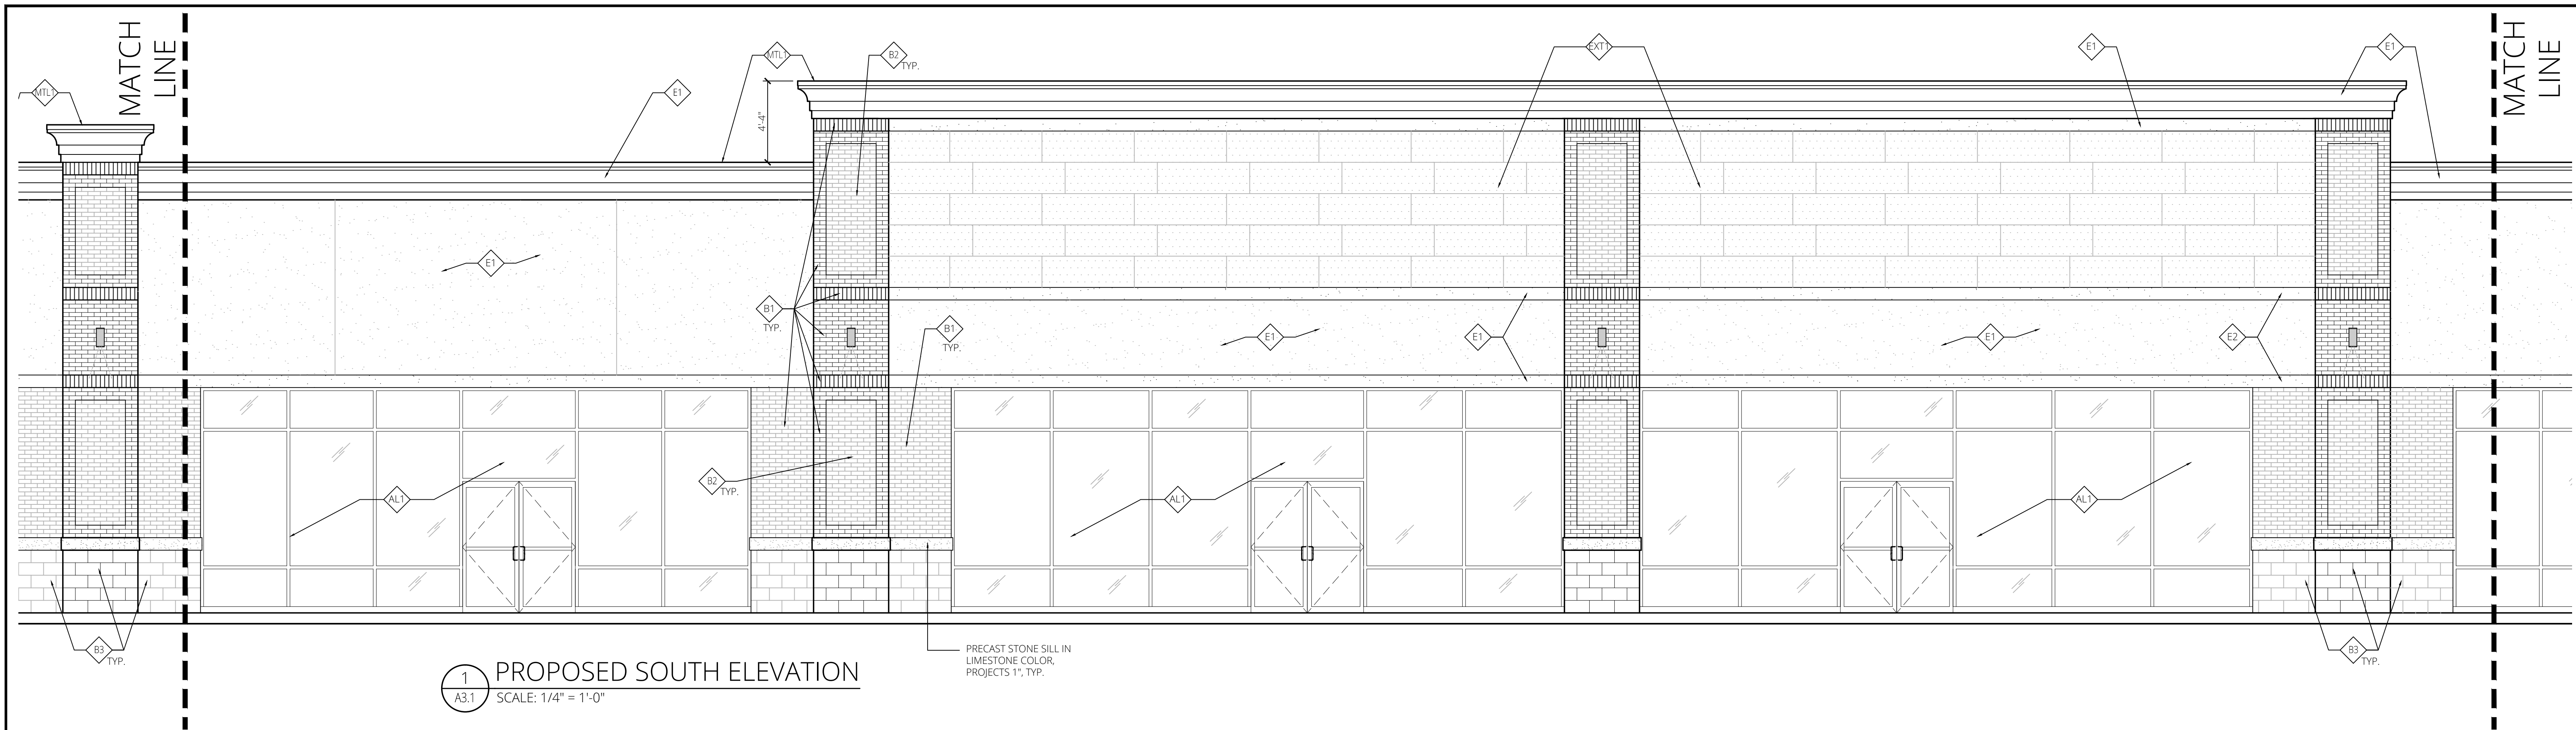 MATCH
LINE
MTL1
E1
MTL1
B2
TYP.
4'-4"
EXT1
E1
E1
MATCH
LINE
E1
B1
TYP.
B1
TYP.
E1
E1
E1
E2
B2
TYP.
AL1
AL1
AL1
B3
TYP.
B3
TYP.
PRECAST STONE SILL IN
LIMESTONE COLOR,
PROJECTS 1", TYP.
1
A3.1
PROPOSED SOUTH ELEVATION
SCALE: 1/4" = 1'-0"